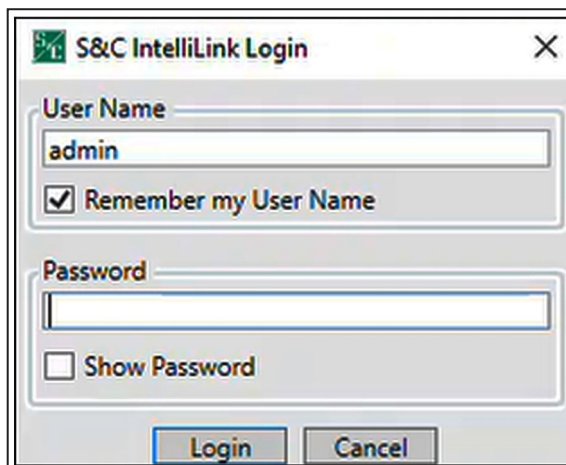 S&C IntelliLink Login
User Name
admin
Remember my User Name
Password
Show Password
Login Cancel